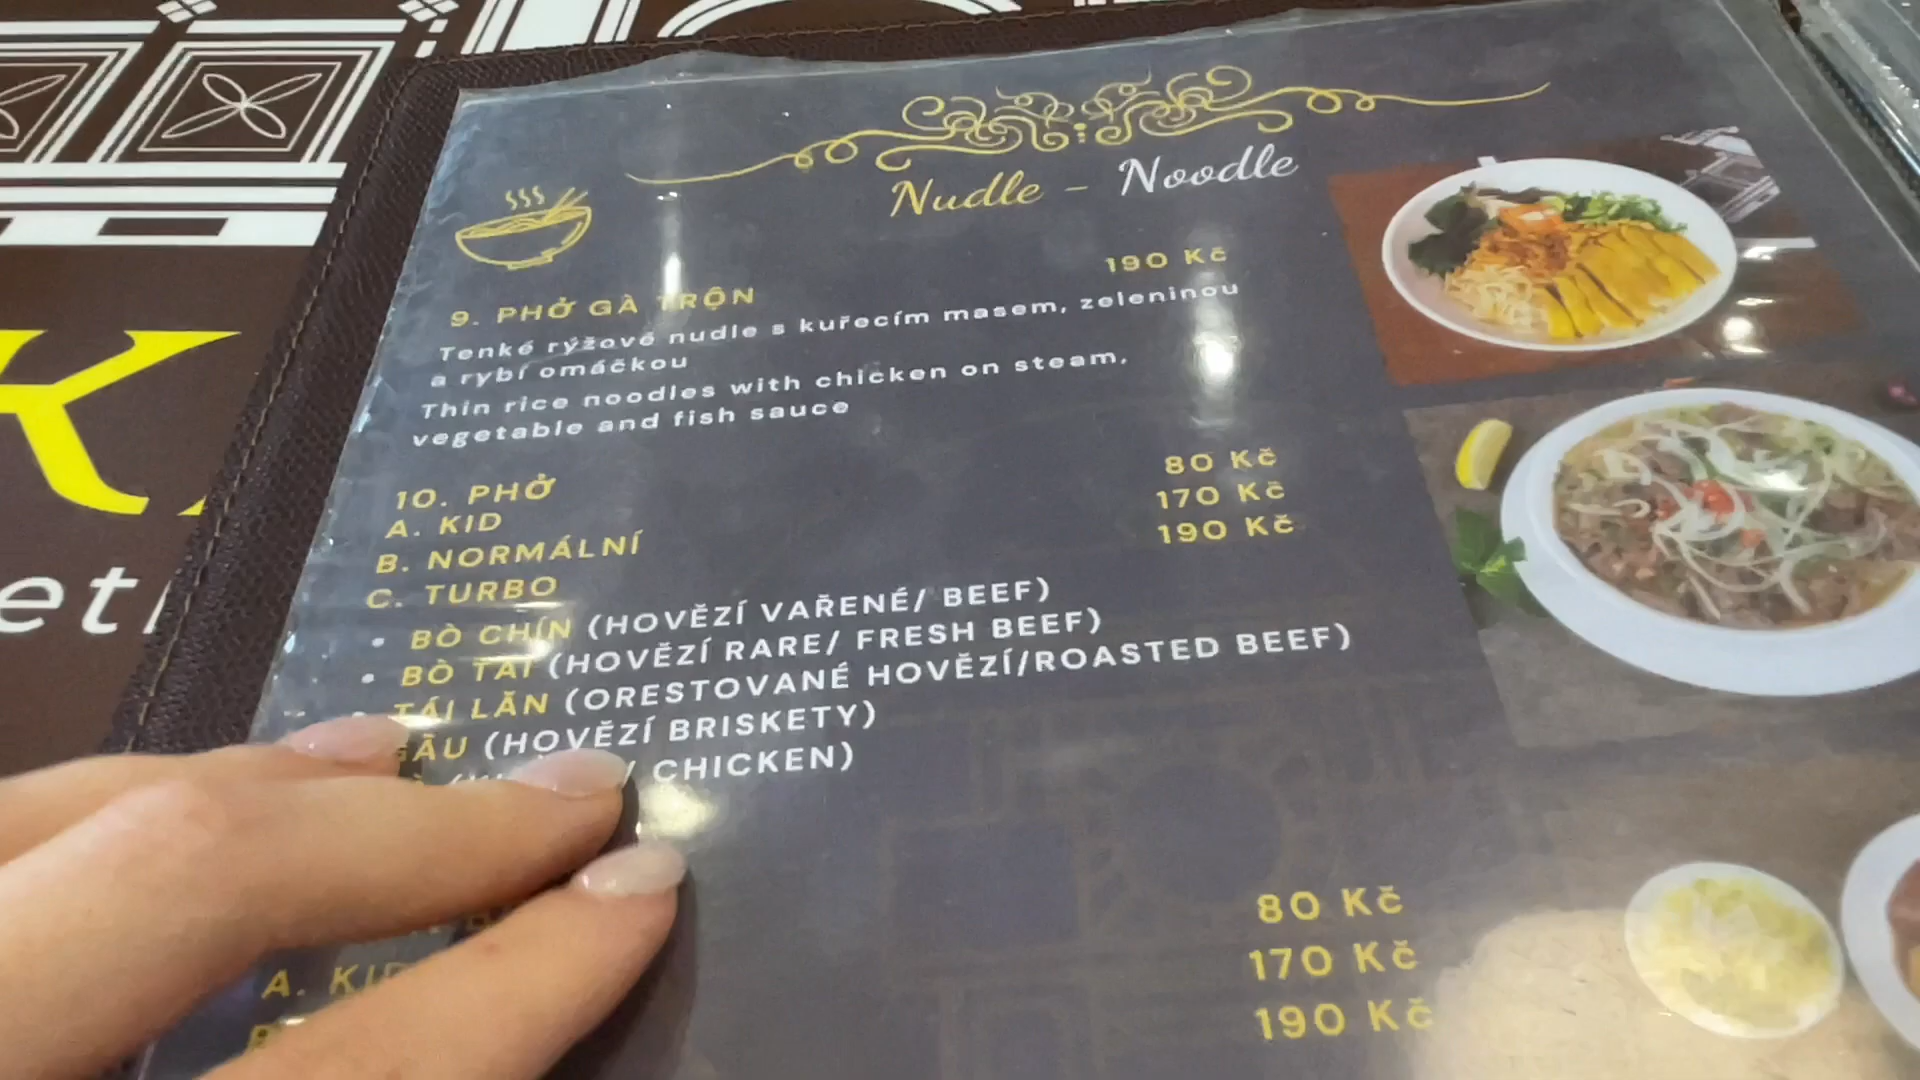 Nudle - Noodle
9. PHỞ GÀ TRỘN 190 Kč
Tenké rýžové nudle s kuřecím masem, zeleninou
a rybí omáčkou
Thin rice noodles with chicken on steam,
vegetable and fish sauce
10. PHỞ
A. KID 80 Kč
B. NORMÁLNÍ 170 Kč
C. TURBO 190 Kč
• BÒ CHÍN (HOVĚZÍ VAŘENÉ/ BEEF)
• BÒ TÁI (HOVĚZÍ RARE/ FRESH BEEF)
• TÁI LĂN (ORESTOVANÉ HOVĚZÍ/ROASTED BEEF)
(HOVĚZÍ BRISKETY)
/ CHICKEN)
A. 80 Kč
170 Kč
190 Kč